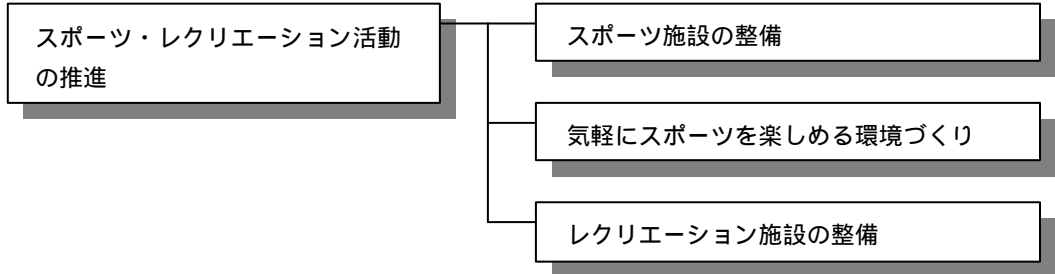 スポーツ・レクリエーション活動
の推進
スポーツ施設の整備
気軽にスポーツを楽しめる環境づくり
レクリエーション施設の整備